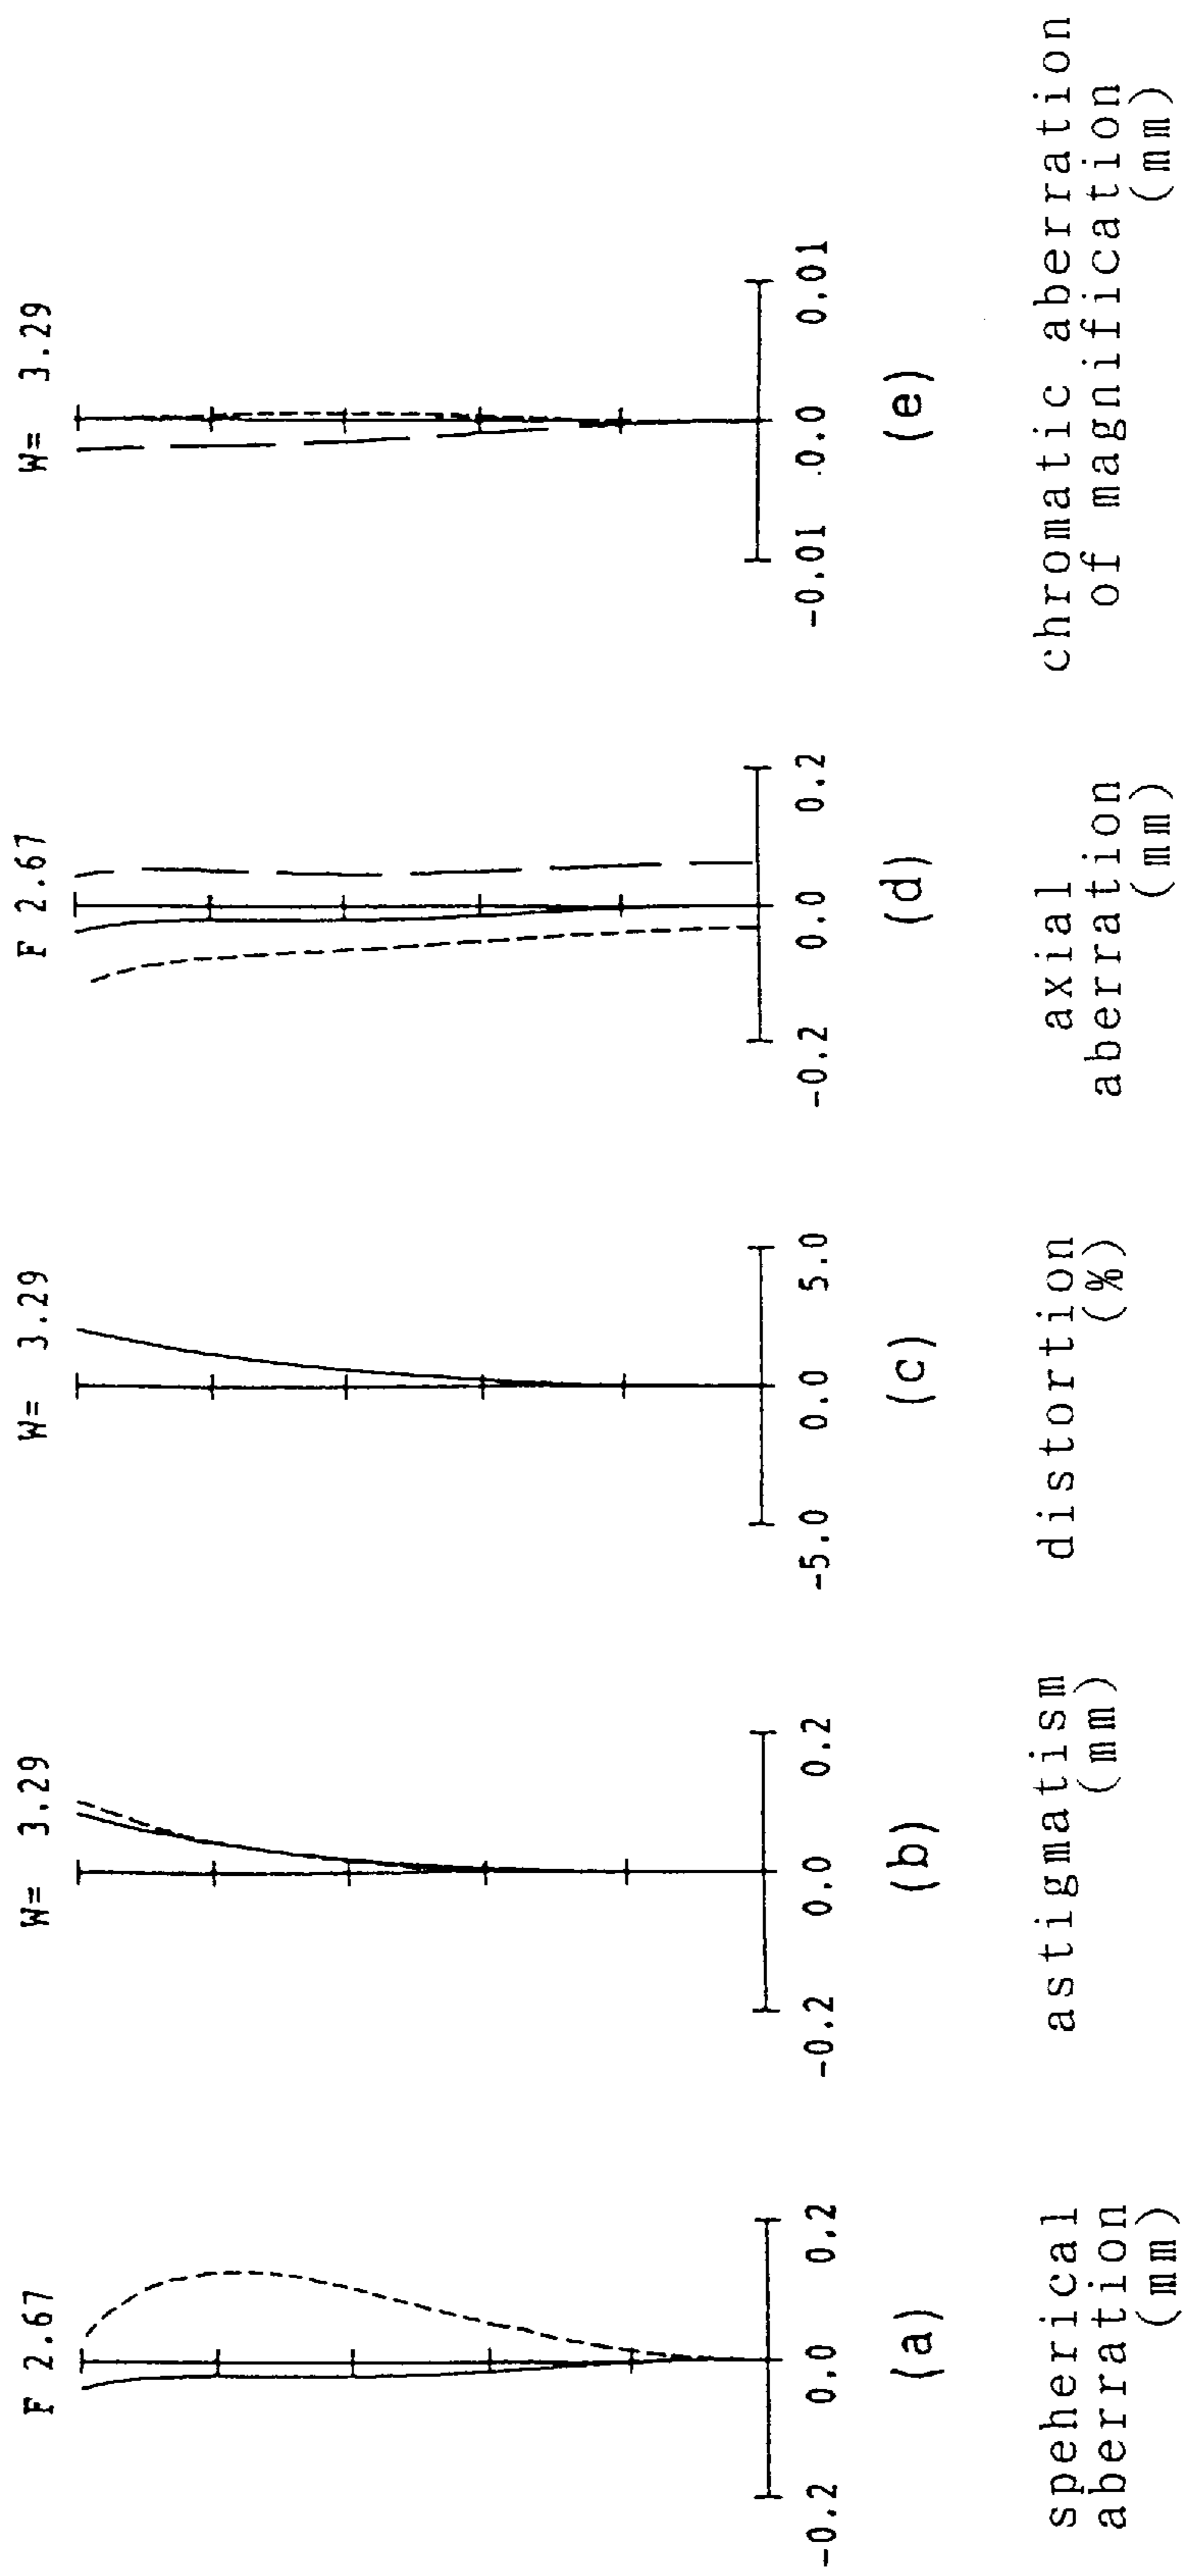 F 2.67
-0.2 0.0 0.2
(a)
speherical
aberration
(mm)
W= 3.29
-0.2 0.0 0.2
(b)
astigmatism
(mm)
W= 3.29
-5.0 0.0 5.0
(c)
distortion
(%)
F 2.67
-0.2 0.0 0.2
(d)
axial
aberration
(mm)
W= 3.29
-0.01 0.0 0.01
(e)
chromatic aberration
of magnification
(mm)